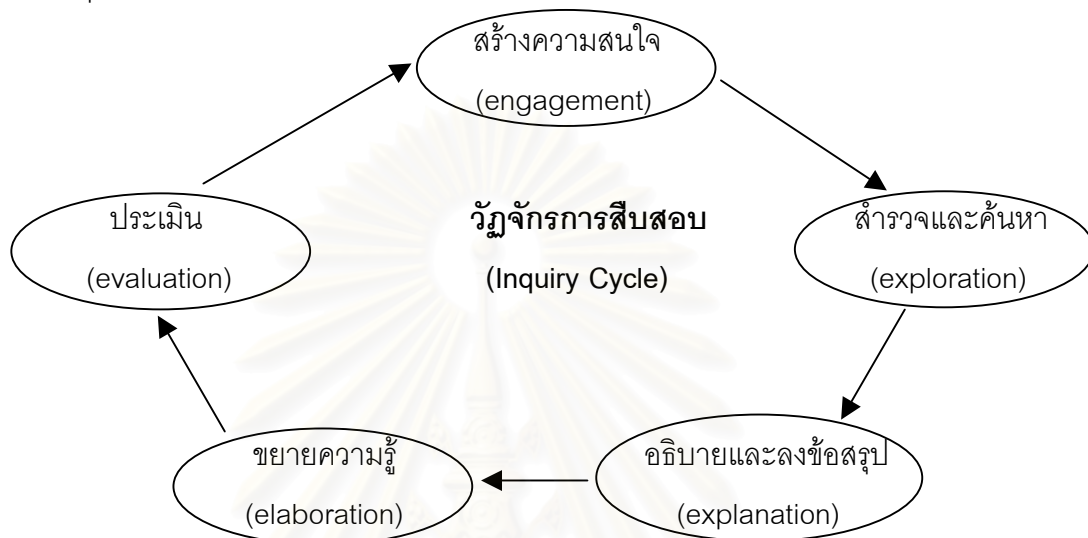 สร้างความสนใจ
(engagement)
ประเมิน
(evaluation)
วัฏจักรการสืบสอบ
(Inquiry Cycle)
สำรวจและค้นหา
(exploration)
ขยายความรู้
(elaboration)
อธิบายและลงข้อสรุป
(explanation)